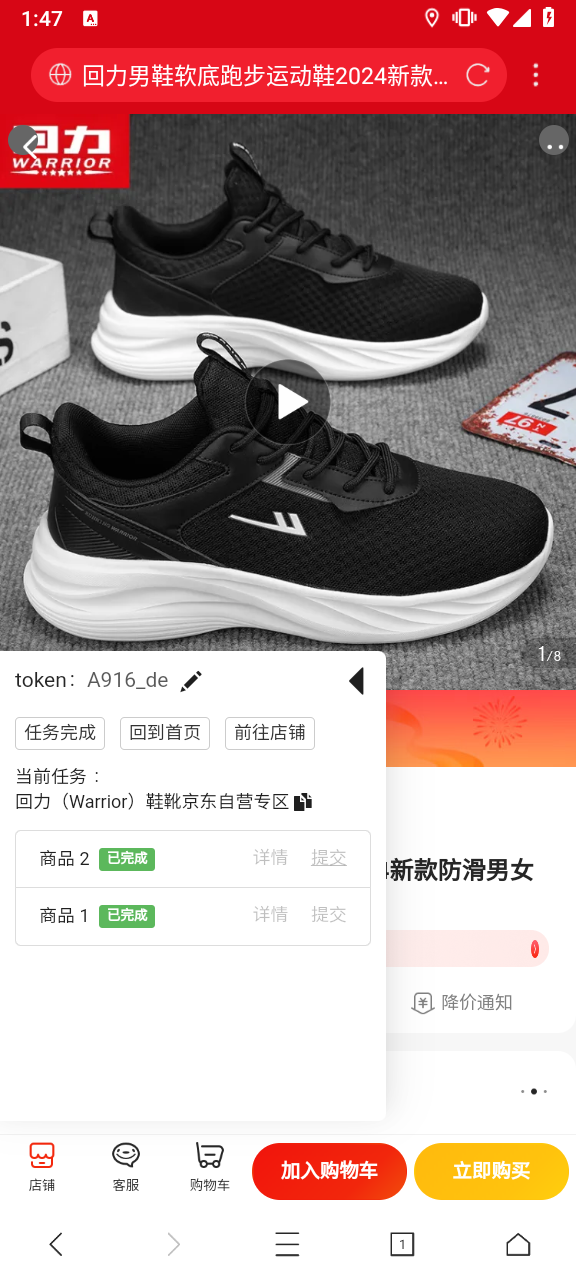 1:47
A
回力男鞋软底跑步运动鞋2024新款...
回力
WARRIOR
N:97
1/8
token： A916_de
任务完成 回到首页 前往店铺
当前任务：
回力（Warrior）鞋靴京东自营专区
商品 2 已完成 详情 提交
商品 1 已完成 详情 提交
新款防滑男女
降价通知
店铺 客服 购物车 加入购物车 立即购买
1